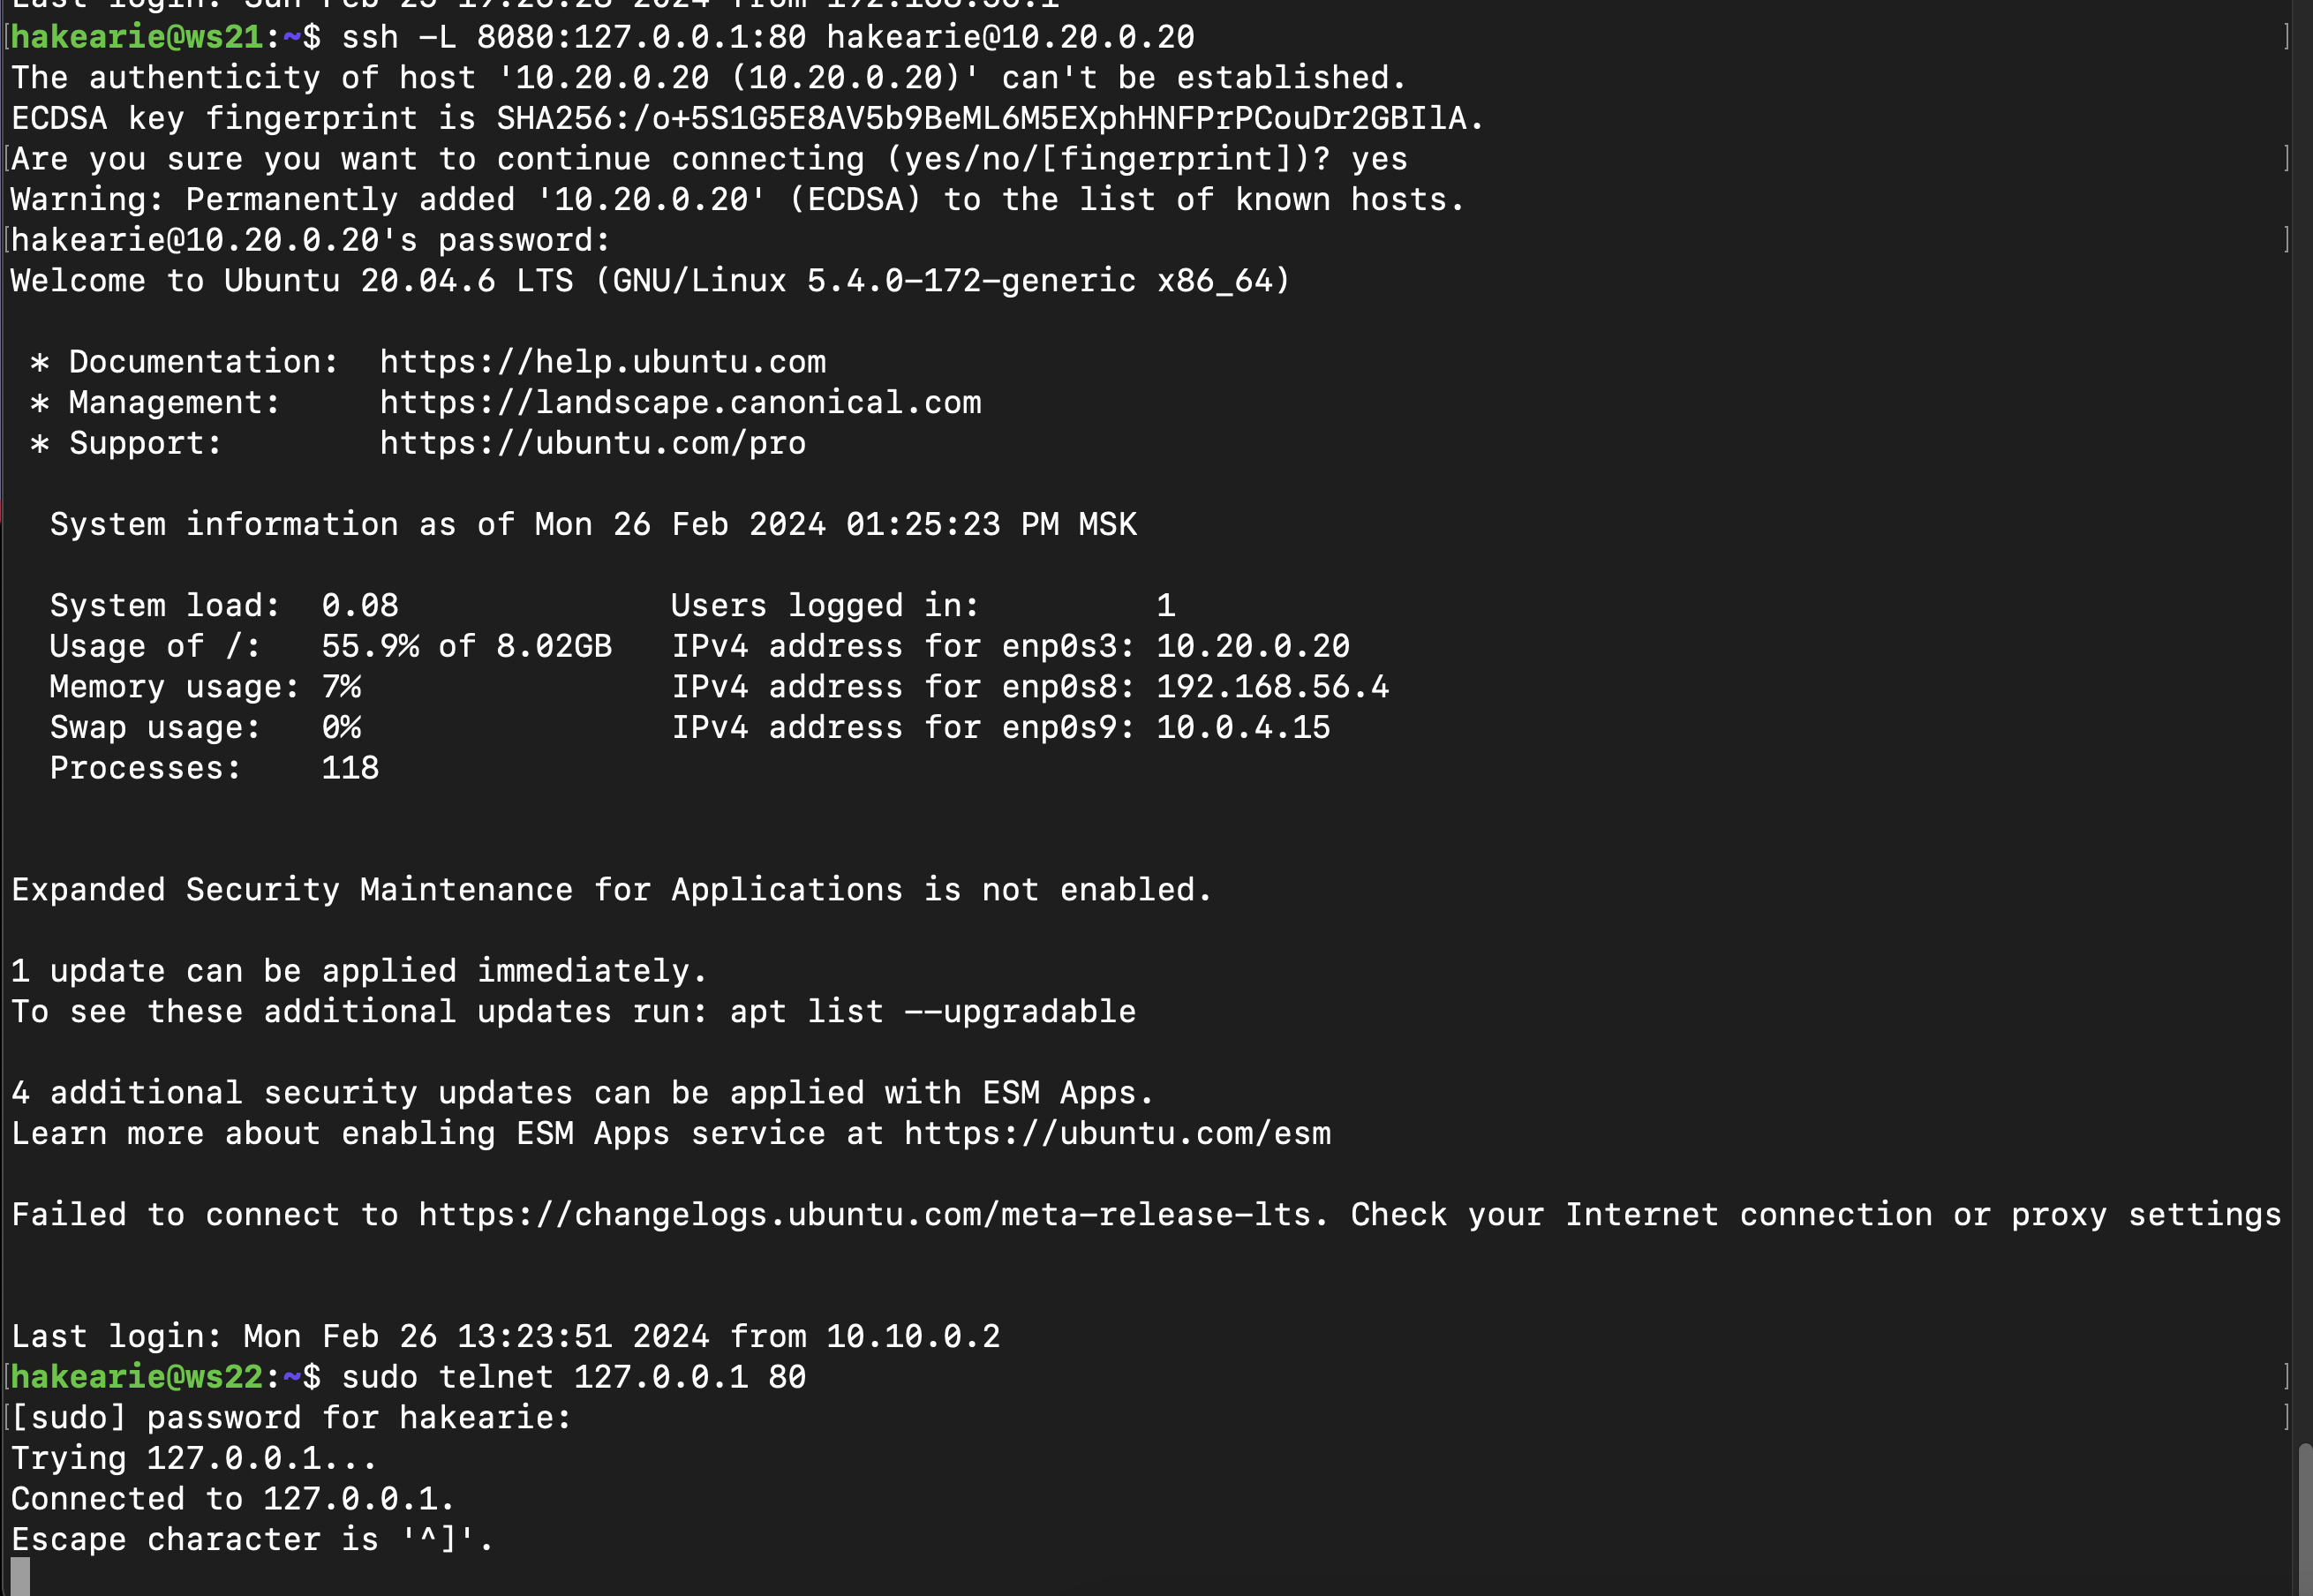 Last login: Sun Feb 25 19:20:28 2024 from 192.168.56.1
[hakearie@ws21:~$ ssh -L 8080:127.0.0.1:80 hakearie@10.20.0.20 ]
The authenticity of host '10.20.0.20 (10.20.0.20)' can't be established.
ECDSA key fingerprint is SHA256:/o+5S1G5E8AV5b9BeML6M5EXphHNFPrPCouDr2GBIlA.
[Are you sure you want to continue connecting (yes/no/[fingerprint])? yes ]
Warning: Permanently added '10.20.0.20' (ECDSA) to the list of known hosts.
[hakearie@10.20.0.20's password: ]
Welcome to Ubuntu 20.04.6 LTS (GNU/Linux 5.4.0-172-generic x86_64)
* Documentation: https://help.ubuntu.com
* Management: https://landscape.canonical.com
* Support: https://ubuntu.com/pro
System information as of Mon 26 Feb 2024 01:25:23 PM MSK
System load: 0.08 Users logged in: 1
Usage of /: 55.9% of 8.02GB IPv4 address for enp0s3: 10.20.0.20
Memory usage: 7% IPv4 address for enp0s8: 192.168.56.4
Swap usage: 0% IPv4 address for enp0s9: 10.0.4.15
Processes: 118
Expanded Security Maintenance for Applications is not enabled.
1 update can be applied immediately.
To see these additional updates run: apt list --upgradable
4 additional security updates can be applied with ESM Apps.
Learn more about enabling ESM Apps service at https://ubuntu.com/esm
Failed to connect to https://changelogs.ubuntu.com/meta-release-lts. Check your Internet connection or proxy settings
Last login: Mon Feb 26 13:23:51 2024 from 10.10.0.2
[hakearie@ws22:~$ sudo telnet 127.0.0.1 80 ]
[[sudo] password for hakearie: ]
Trying 127.0.0.1...
Connected to 127.0.0.1.
Escape character is '^]'.